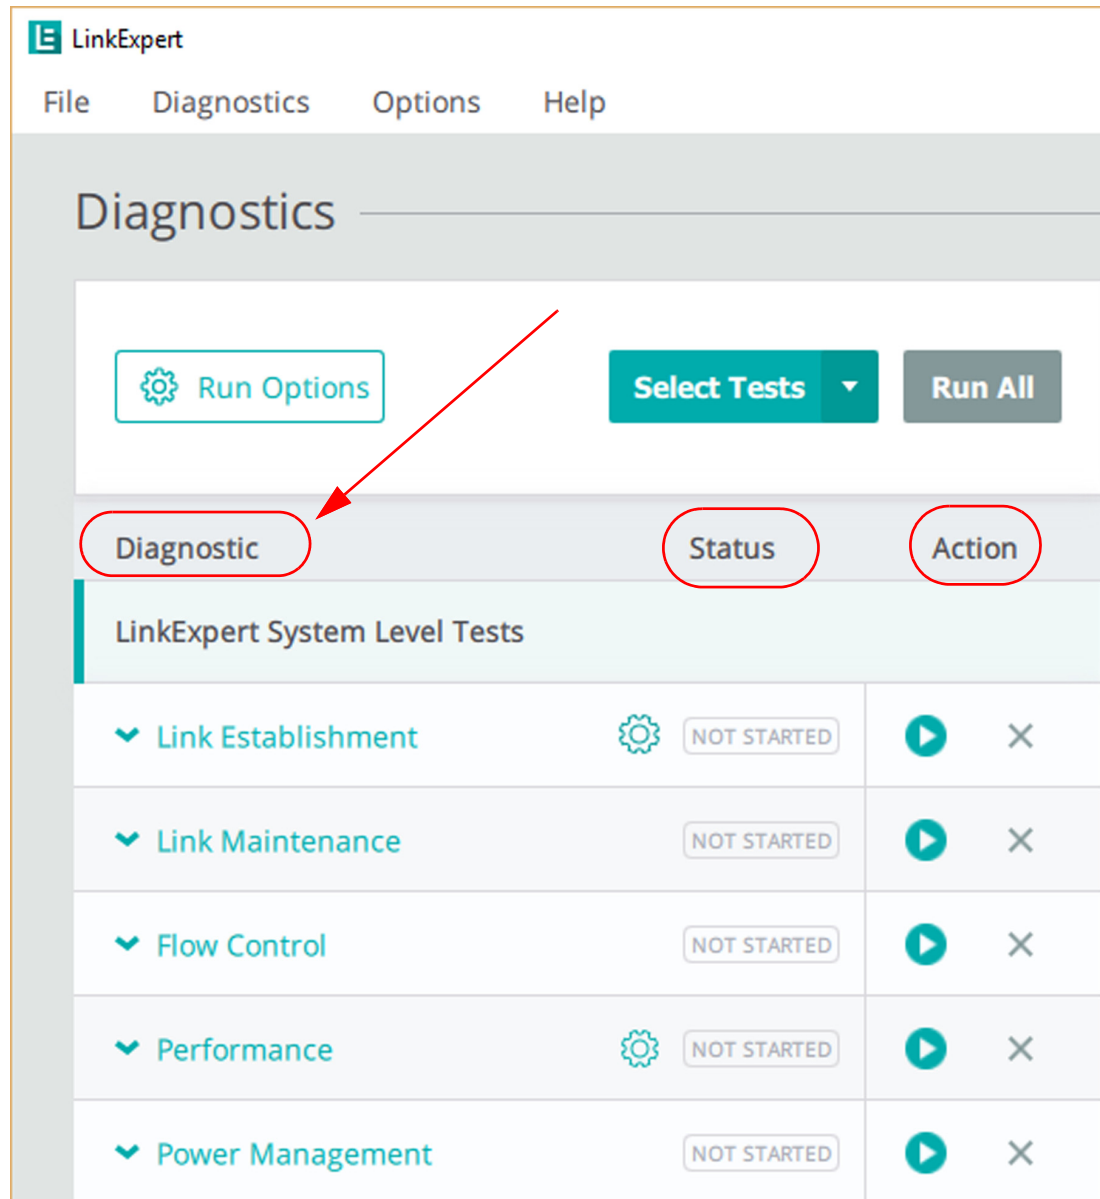 LinkExpert
File Diagnostics Options Help
Diagnostics
Run Options Select Tests Run All
Diagnostic Status Action
LinkExpert System Level Tests
Link Establishment NOT STARTED
Link Maintenance NOT STARTED
Flow Control NOT STARTED
Performance NOT STARTED
Power Management NOT STARTED